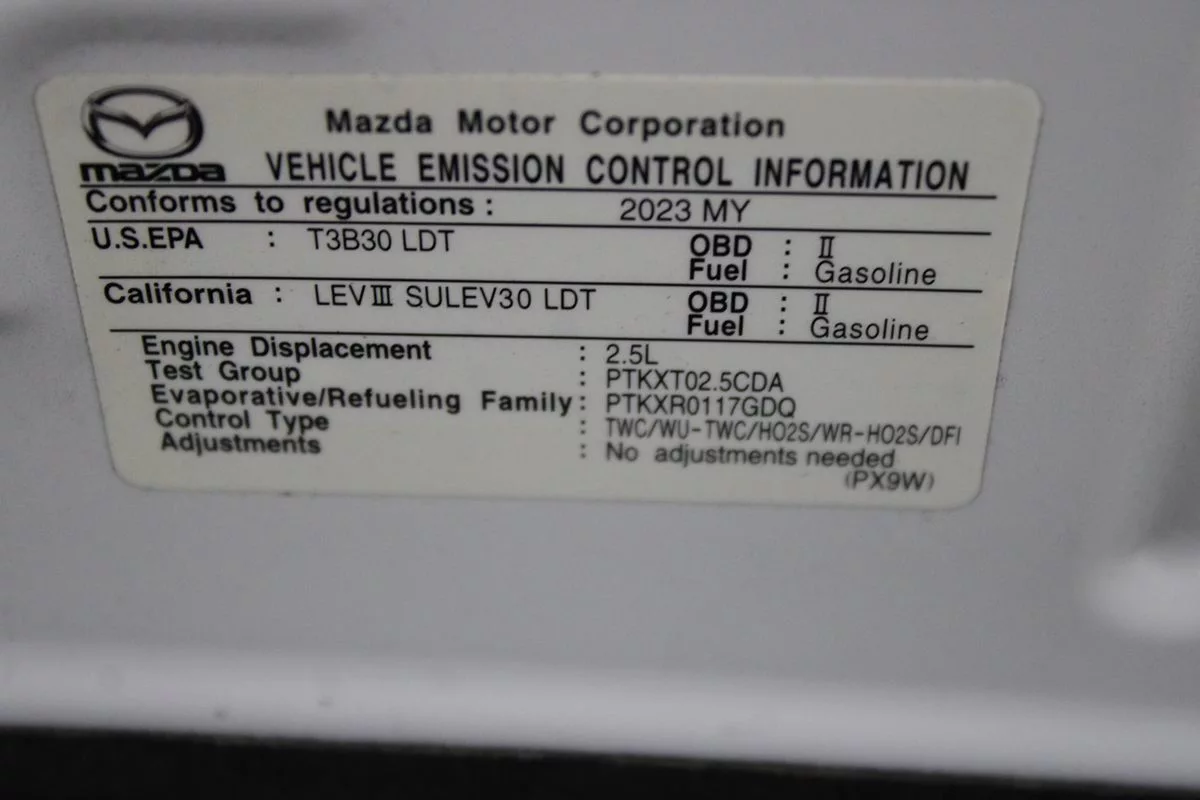 Mazda Motor Corporation
mazda VEHICLE EMISSION CONTROL INFORMATION
Conforms to regulations : 2023 MY
U.S.EPA : T3B30 LDT OBD : Ⅱ
Fuel : Gasoline
California : LEVⅢ SULEV30 LDT OBD : Ⅱ
Fuel : Gasoline
Engine Displacement : 2.5L
Test Group : PTKXT02.5CDA
Evaporative/Refueling Family : PTKXR0117GDQ
Control Type : TWC/WU-TWC/HO2S/WR-HO2S/DFI
Adjustments : No adjustments needed
(PX9W)